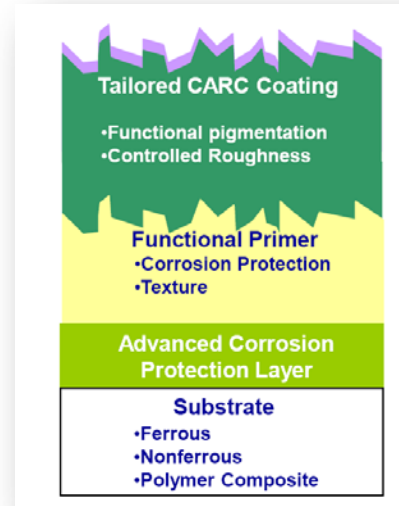 Tailored CARC Coating
•Functional pigmentation
•Controlled Roughness
Functional Primer
•Corrosion Protection
•Texture
Advanced Corrosion
Protection Layer
Substrate
•Ferrous
•Nonferrous
•Polymer Composite